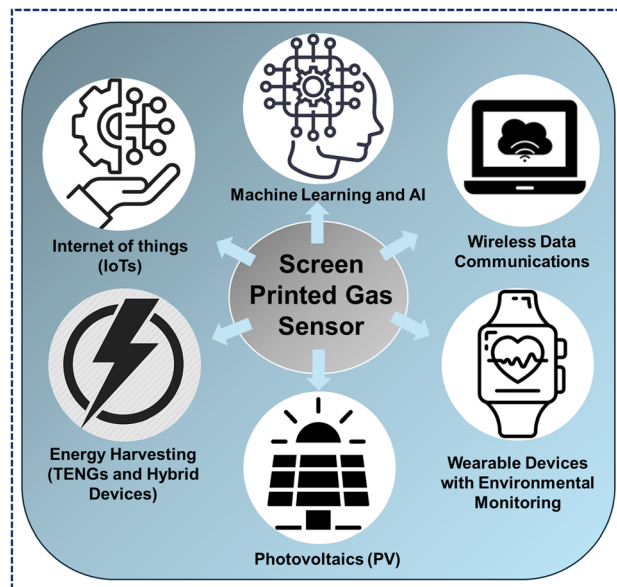 Machine Learning and AI
Internet of things
(IoTs)
Wireless Data
Communications
Screen
Printed Gas
Sensor
Energy Harvesting
(TENGs and Hybrid
Devices)
Wearable Devices
with Environmental
Monitoring
Photovoltaics (PV)